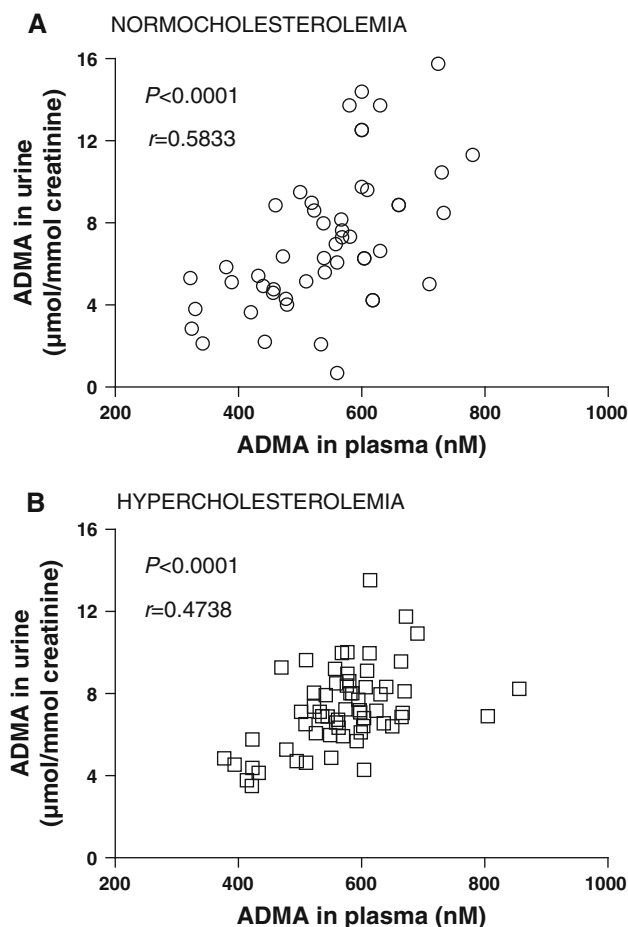 A NORMOCHOLESTEROLEMIA
16
P<0.0001
12
r=0.5833
8
4
0
ADMA in urine
(µmol/mmol creatinine)
200 400 600 800 1000
ADMA in plasma (nM)
B HYPERCHOLESTEROLEMIA
16
P<0.0001
12
r=0.4738
8
4
0
ADMA in urine
(µmol/mmol creatinine)
200 400 600 800 1000
ADMA in plasma (nM)